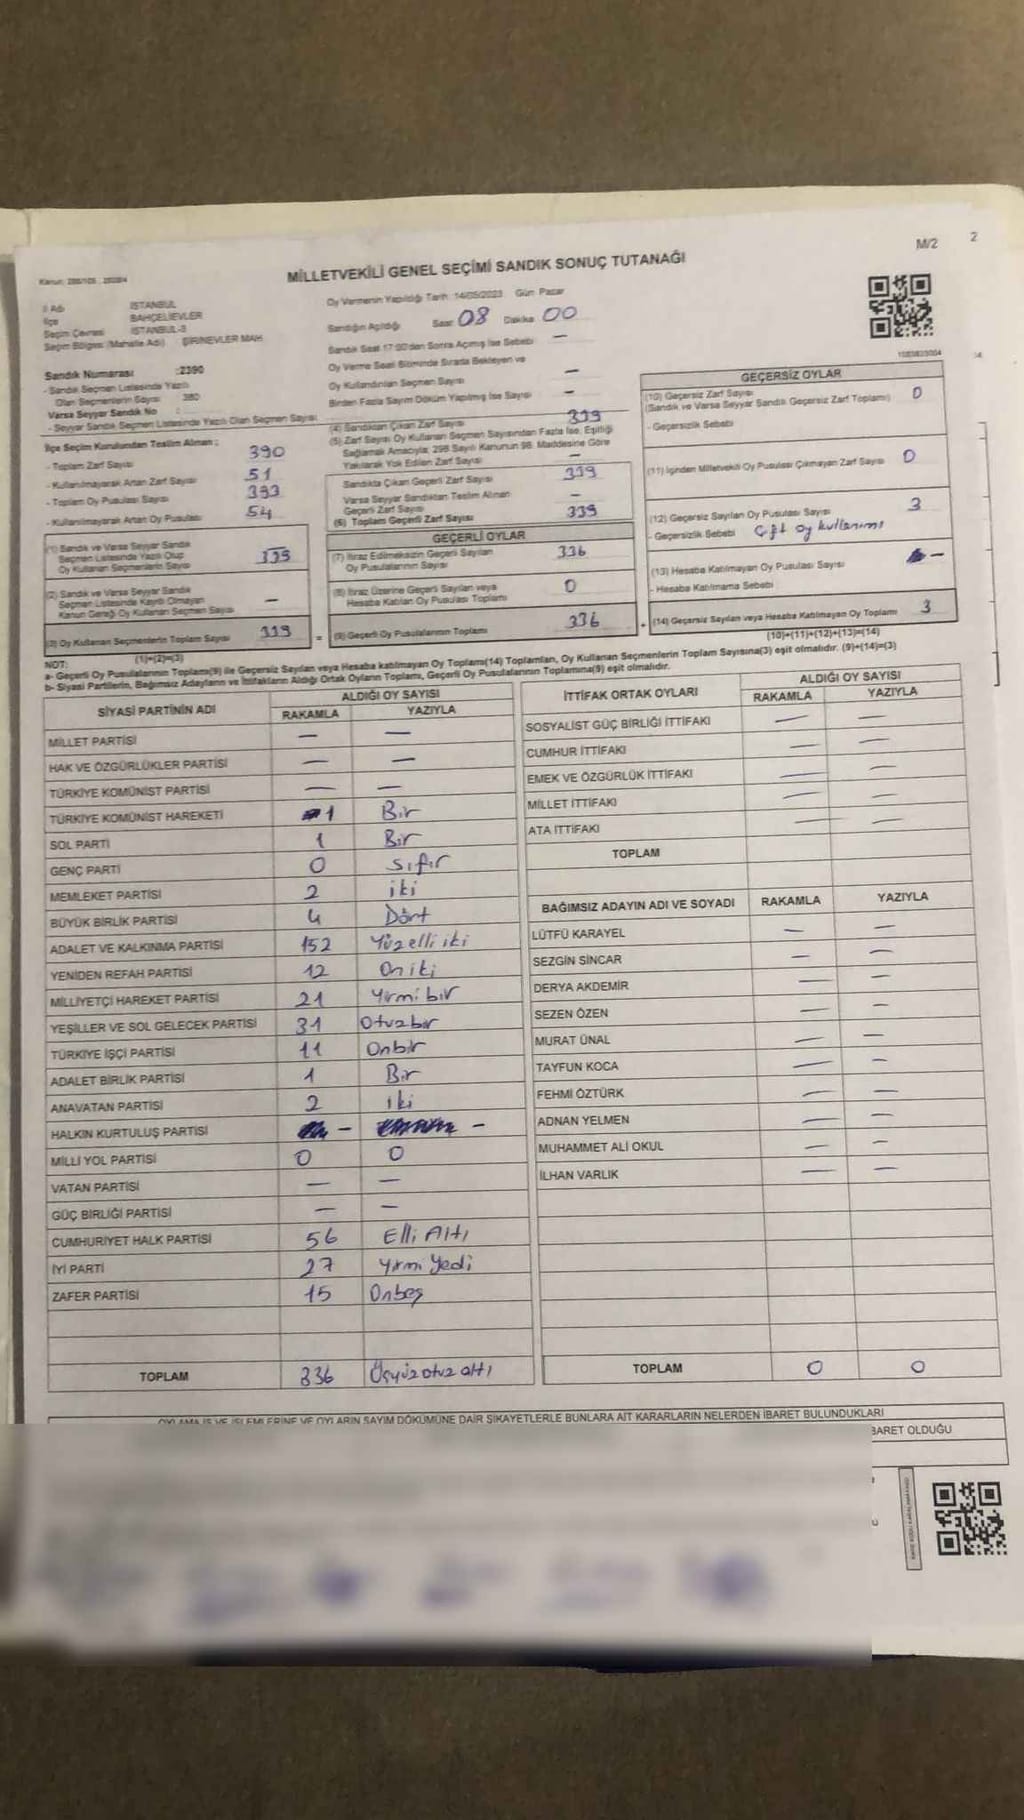 M/2 2
MİLLETVEKİLİ GENEL SEÇİMİ SANDIK SONUÇ TUTANAĞI
İl Adı İSTANBUL
İlçe BAHÇELİEVLER
Seçim Çevresi İSTANBUL-3
Seçim Bölgesi (Mahalle Adı) ŞİRİNEVLER MAH
Sandık Numarası :2390
- Sandık Seçmen Listesinde Yazılı
Olan Seçmenlerin Sayısı 380
Varsa Seyyar Sandık No :
- Seyyar Sandık Seçmen Listesinde Yazılı Olan Seçmen Sayısı
İlçe Seçim Kurulundan Teslim Alınan :
- Toplam Zarf Sayısı 390
- Kullanılmayarak Artan Zarf Sayısı 51
- Toplam Oy Pusulası Sayısı 393
- Kullanılmayarak Artan Oy Pusulası 54
(1) Sandık ve Varsa Seyyar Sandık
Seçmen Listesinde Yazılı Olup
Oy Kullanan Seçmenlerin Sayısı 339
(2) Sandık ve Varsa Seyyar Sandık
Seçmen Listesinde Kayıtlı Olmayan
Kanun Gereği Oy Kullanan Seçmen Sayısı —
(3) Oy Kullanan Seçmenlerin Toplam Sayısı 339 =
(1)+(2)=(3)
Oy Vermenin Yapıldığı Tarih: 14/05/2023 Gün: Pazar
Sandığın Açıldığı Saat 08 Dakika 00
Sandık Saat 17:00'den Sonra Açılmış İse Sebebi —
Oy Verme Saati Bitiminde Sırada Bekleyen ve
Oy Kullandırılan Seçmen Sayısı —
Birden Fazla Sayım Döküm Yapılmış İse Sayısı —
(4) Sandıktan Çıkan Zarf Sayısı 339
(5) Zarf Sayısı Oy Kullanan Seçmen Sayısından Fazla İse, Eşitliği
Sağlamak Amacıyla; 298 Sayılı Kanunun 98. Maddesine Göre
Yakılarak Yok Edilen Zarf Sayısı —
Sandıkta Çıkan Geçerli Zarf Sayısı 339
Varsa Seyyar Sandıktan Teslim Alınan
Geçerli Zarf Sayısı —
(6) Toplam Geçerli Zarf Sayısı 339
GEÇERLİ OYLAR
(7) İtiraz Edilmeksizin Geçerli Sayılan
Oy Pusulalarının Sayısı 336
(8) İtiraz Üzerine Geçerli Sayılan veya
Hesaba Katılan Oy Pusulası Toplamı 0
(9) Geçerli Oy Pusulalarının Toplamı 336 +
GEÇERSİZ OYLAR
(10) Geçersiz Zarf Sayısı 0
(Sandık ve Varsa Seyyar Sandık Geçersiz Zarf Toplamı)
- Geçersizlik Sebebi
(11) İçinden Milletvekili Oy Pusulası Çıkmayan Zarf Sayısı 0
(12) Geçersiz Sayılan Oy Pusulası Sayısı 3
- Geçersizlik Sebebi Çift oy kullanımı
(13) Hesaba Katılmayan Oy Pusulası Sayısı —
- Hesaba Katılmama Sebebi
(14) Geçersiz Sayılan veya Hesaba Katılmayan Oy Toplamı 3
(10)+(11)+(12)+(13)=(14)
NOT:
a- Geçerli Oy Pusulalarının Toplamı(9) ile Geçersiz Sayılan veya Hesaba katılmayan Oy Toplamı(14) Toplamları, Oy Kullanan Seçmenlerin Toplam Sayısına(3) eşit olmalıdır. (9)+(14)=(3)
b- Siyasi Partilerin, Bağımsız Adayların ve İttifakların Aldığı Ortak Oyların Toplamı, Geçerli Oy Pusulalarının Toplamına(9) eşit olmalıdır.
SİYASİ PARTİNİN ADI ALDIĞI OY SAYISI
RAKAMLA YAZIYLA
MİLLET PARTİSİ — —
HAK VE ÖZGÜRLÜKLER PARTİSİ — —
TÜRKİYE KOMÜNİST PARTİSİ — —
TÜRKİYE KOMÜNİST HAREKETİ 1 Bir
SOL PARTİ 1 Bir
GENÇ PARTİ 0 Sıfır
MEMLEKET PARTİSİ 2 iki
BÜYÜK BİRLİK PARTİSİ 4 Dört
ADALET VE KALKINMA PARTİSİ 152 Yüzelli iki
YENİDEN REFAH PARTİSİ 12 On iki
MİLLİYETÇİ HAREKET PARTİSİ 21 Yirmi bir
YEŞİLLER VE SOL GELECEK PARTİSİ 31 Otuzbir
TÜRKİYE İŞÇİ PARTİSİ 11 Onbir
ADALET BİRLİK PARTİSİ 1 Bir
ANAVATAN PARTİSİ 2 iki
HALKIN KURTULUŞ PARTİSİ — —
MİLLİ YOL PARTİSİ 0 0
VATAN PARTİSİ — —
GÜÇ BİRLİĞİ PARTİSİ — —
CUMHURİYET HALK PARTİSİ 56 Elli Altı
İYİ PARTİ 27 Yirmi Yedi
ZAFER PARTİSİ 15 Onbeş
TOPLAM 336 Üçyüz otuz altı
İTTİFAK ORTAK OYLARI ALDIĞI OY SAYISI
RAKAMLA YAZIYLA
SOSYALİST GÜÇ BİRLİĞİ İTTİFAKI — —
CUMHUR İTTİFAKI — —
EMEK VE ÖZGÜRLÜK İTTİFAKI — —
MİLLET İTTİFAKI — —
ATA İTTİFAKI — —
TOPLAM
BAĞIMSIZ ADAYIN ADI VE SOYADI RAKAMLA YAZIYLA
LÜTFÜ KARAYEL — —
SEZGİN SİNCAR — —
DERYA AKDEMİR — —
SEZEN ÖZEN — —
MURAT ÜNAL — —
TAYFUN KOCA — —
FEHMİ ÖZTÜRK — —
ADNAN YELMEN — —
MUHAMMET ALİ OKUL — —
İLHAN VARLIK — —
TOPLAM 0 0
OYLAMA İŞ VE İŞLEMLERİNE VE OYLARIN SAYIM DÖKÜMÜNE DAİR ŞİKAYETLERLE BUNLARA AİT KARARLARIN NELERDEN İBARET BULUNDUKLARI
BARET OLDUĞU